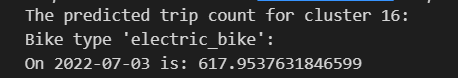 The predicted trip count for cluster 16:
Bike type 'electric_bike':
On 2022-07-03 is: 617.9537631846599